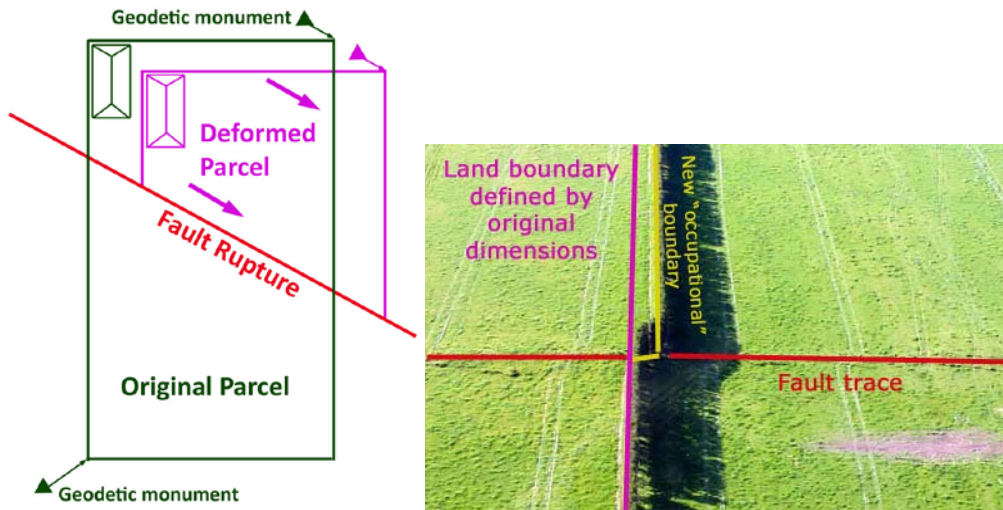 Geodetic monument
Deformed
Parcel
Fault Rupture
Original Parcel
Geodetic monument
Land boundary
defined by
original
dimensions
New "occupational"
boundary
Fault trace